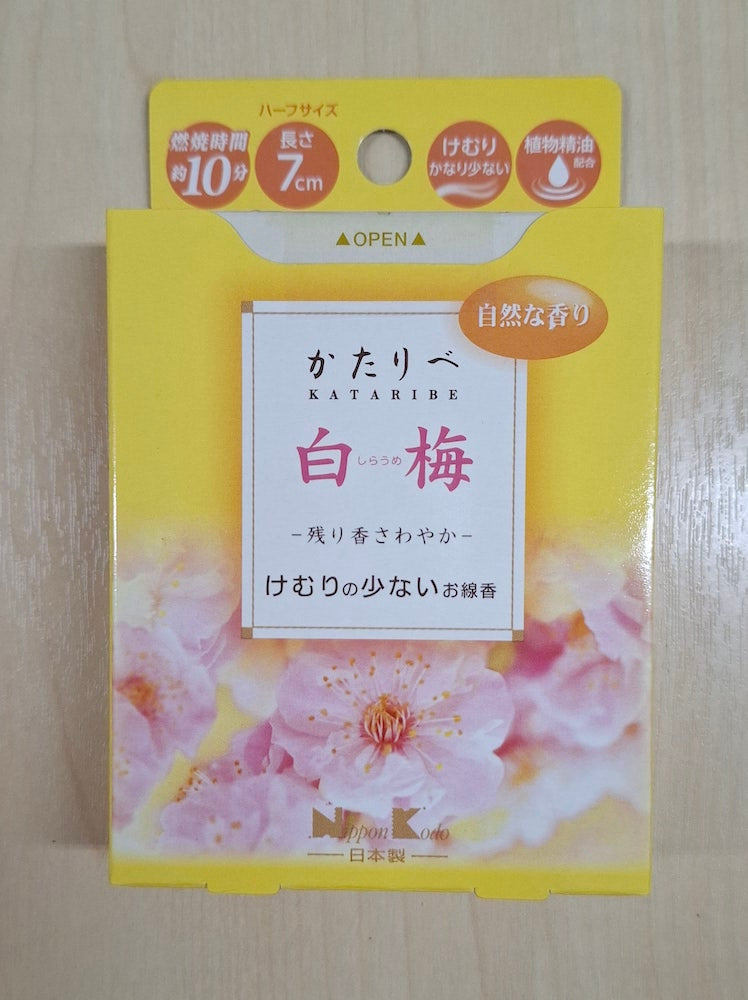 ハーフサイズ
燃焼時間
約10分
長さ
7cm
けむり
かなり少ない
植物精油
配合
▲OPEN▲
自然な香り
かたりべ
KATARIBE
白しらうめ梅
−残り香さわやか−
けむりの少ないお線香
Nippon Kodo
日本製